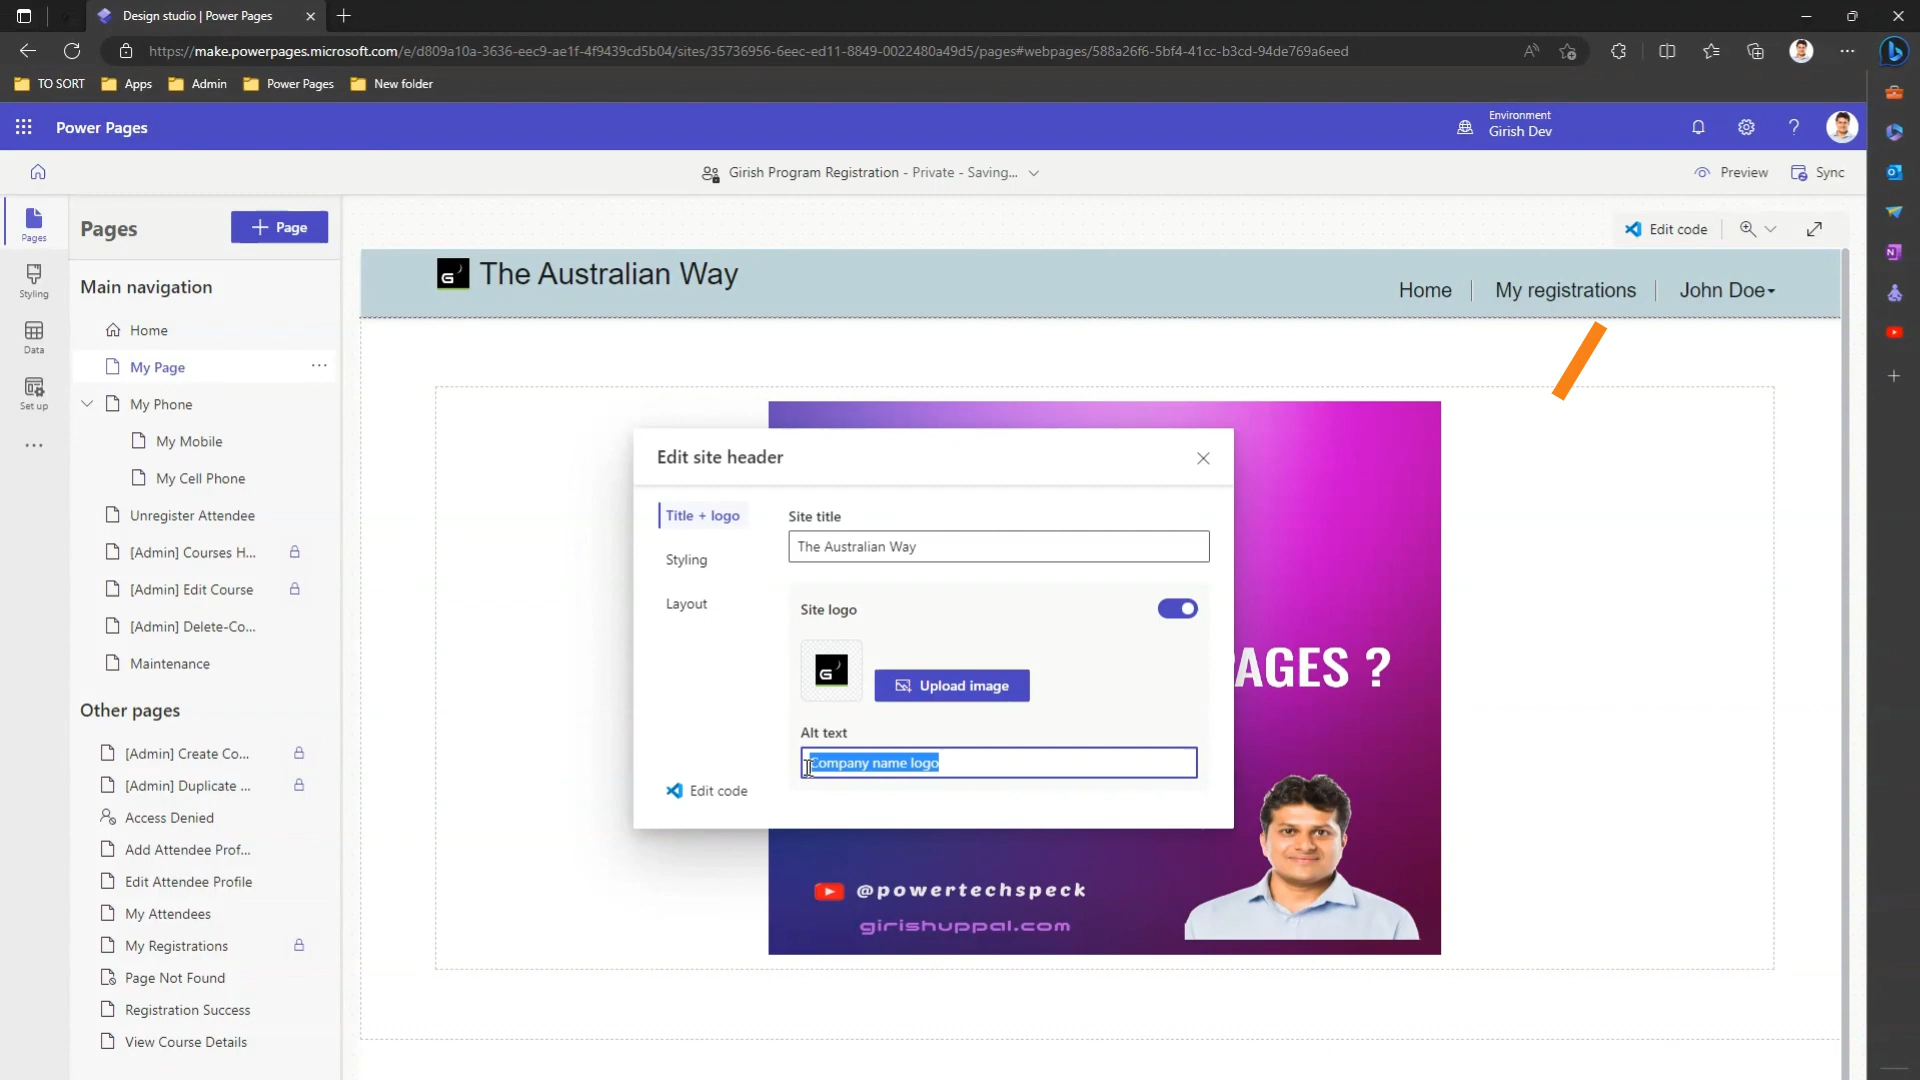 Design studio | Power Pages
https://make.powerpages.microsoft.com/e/d809a10a-3636-eec9-ae1f-4f9439cd5b04/sites/35736956-6eec-ed11-8849-0022480a49d5/pages#webpages/588a26f6-5bf4-41cc-b3cd-94de769a6eed
TO SORT Apps Admin Power Pages New folder
Power Pages
Environment
Girish Dev
Girish Program Registration - Private - Saving...
Preview Sync
Pages
Styling
Data
Set up
Pages
+ Page
Main navigation
Home
My Page
My Phone
My Mobile
My Cell Phone
Unregister Attendee
[Admin] Courses H...
[Admin] Edit Course
[Admin] Delete-Co...
Maintenance
Other pages
[Admin] Create Co...
[Admin] Duplicate ...
Access Denied
Add Attendee Prof...
Edit Attendee Profile
My Attendees
My Registrations
Page Not Found
Registration Success
View Course Details
Edit code
G
The Australian Way
Home | My registrations | John Doe
Edit site header
Title + logo
Styling
Layout
Edit code
Site title
The Australian Way
Site logo
G
Upload image
Alt text
Company name logo
AGES ?
@powertechspeck
girishuppal.com